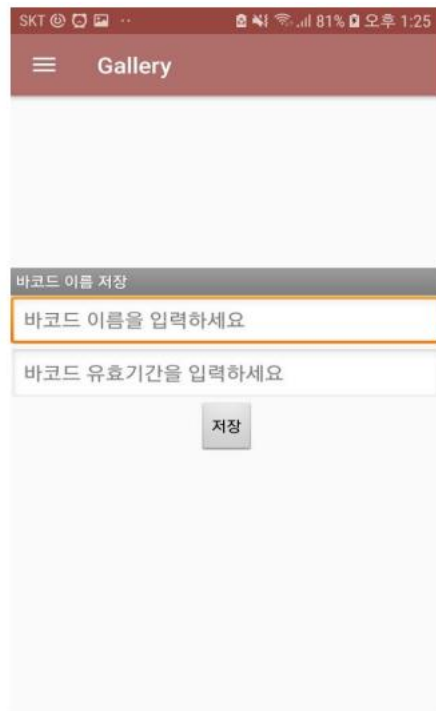 SKT 81% 오후 1:25
Gallery
바코드 이름 저장
바코드 이름을 입력하세요
바코드 유효기간을 입력하세요
저장